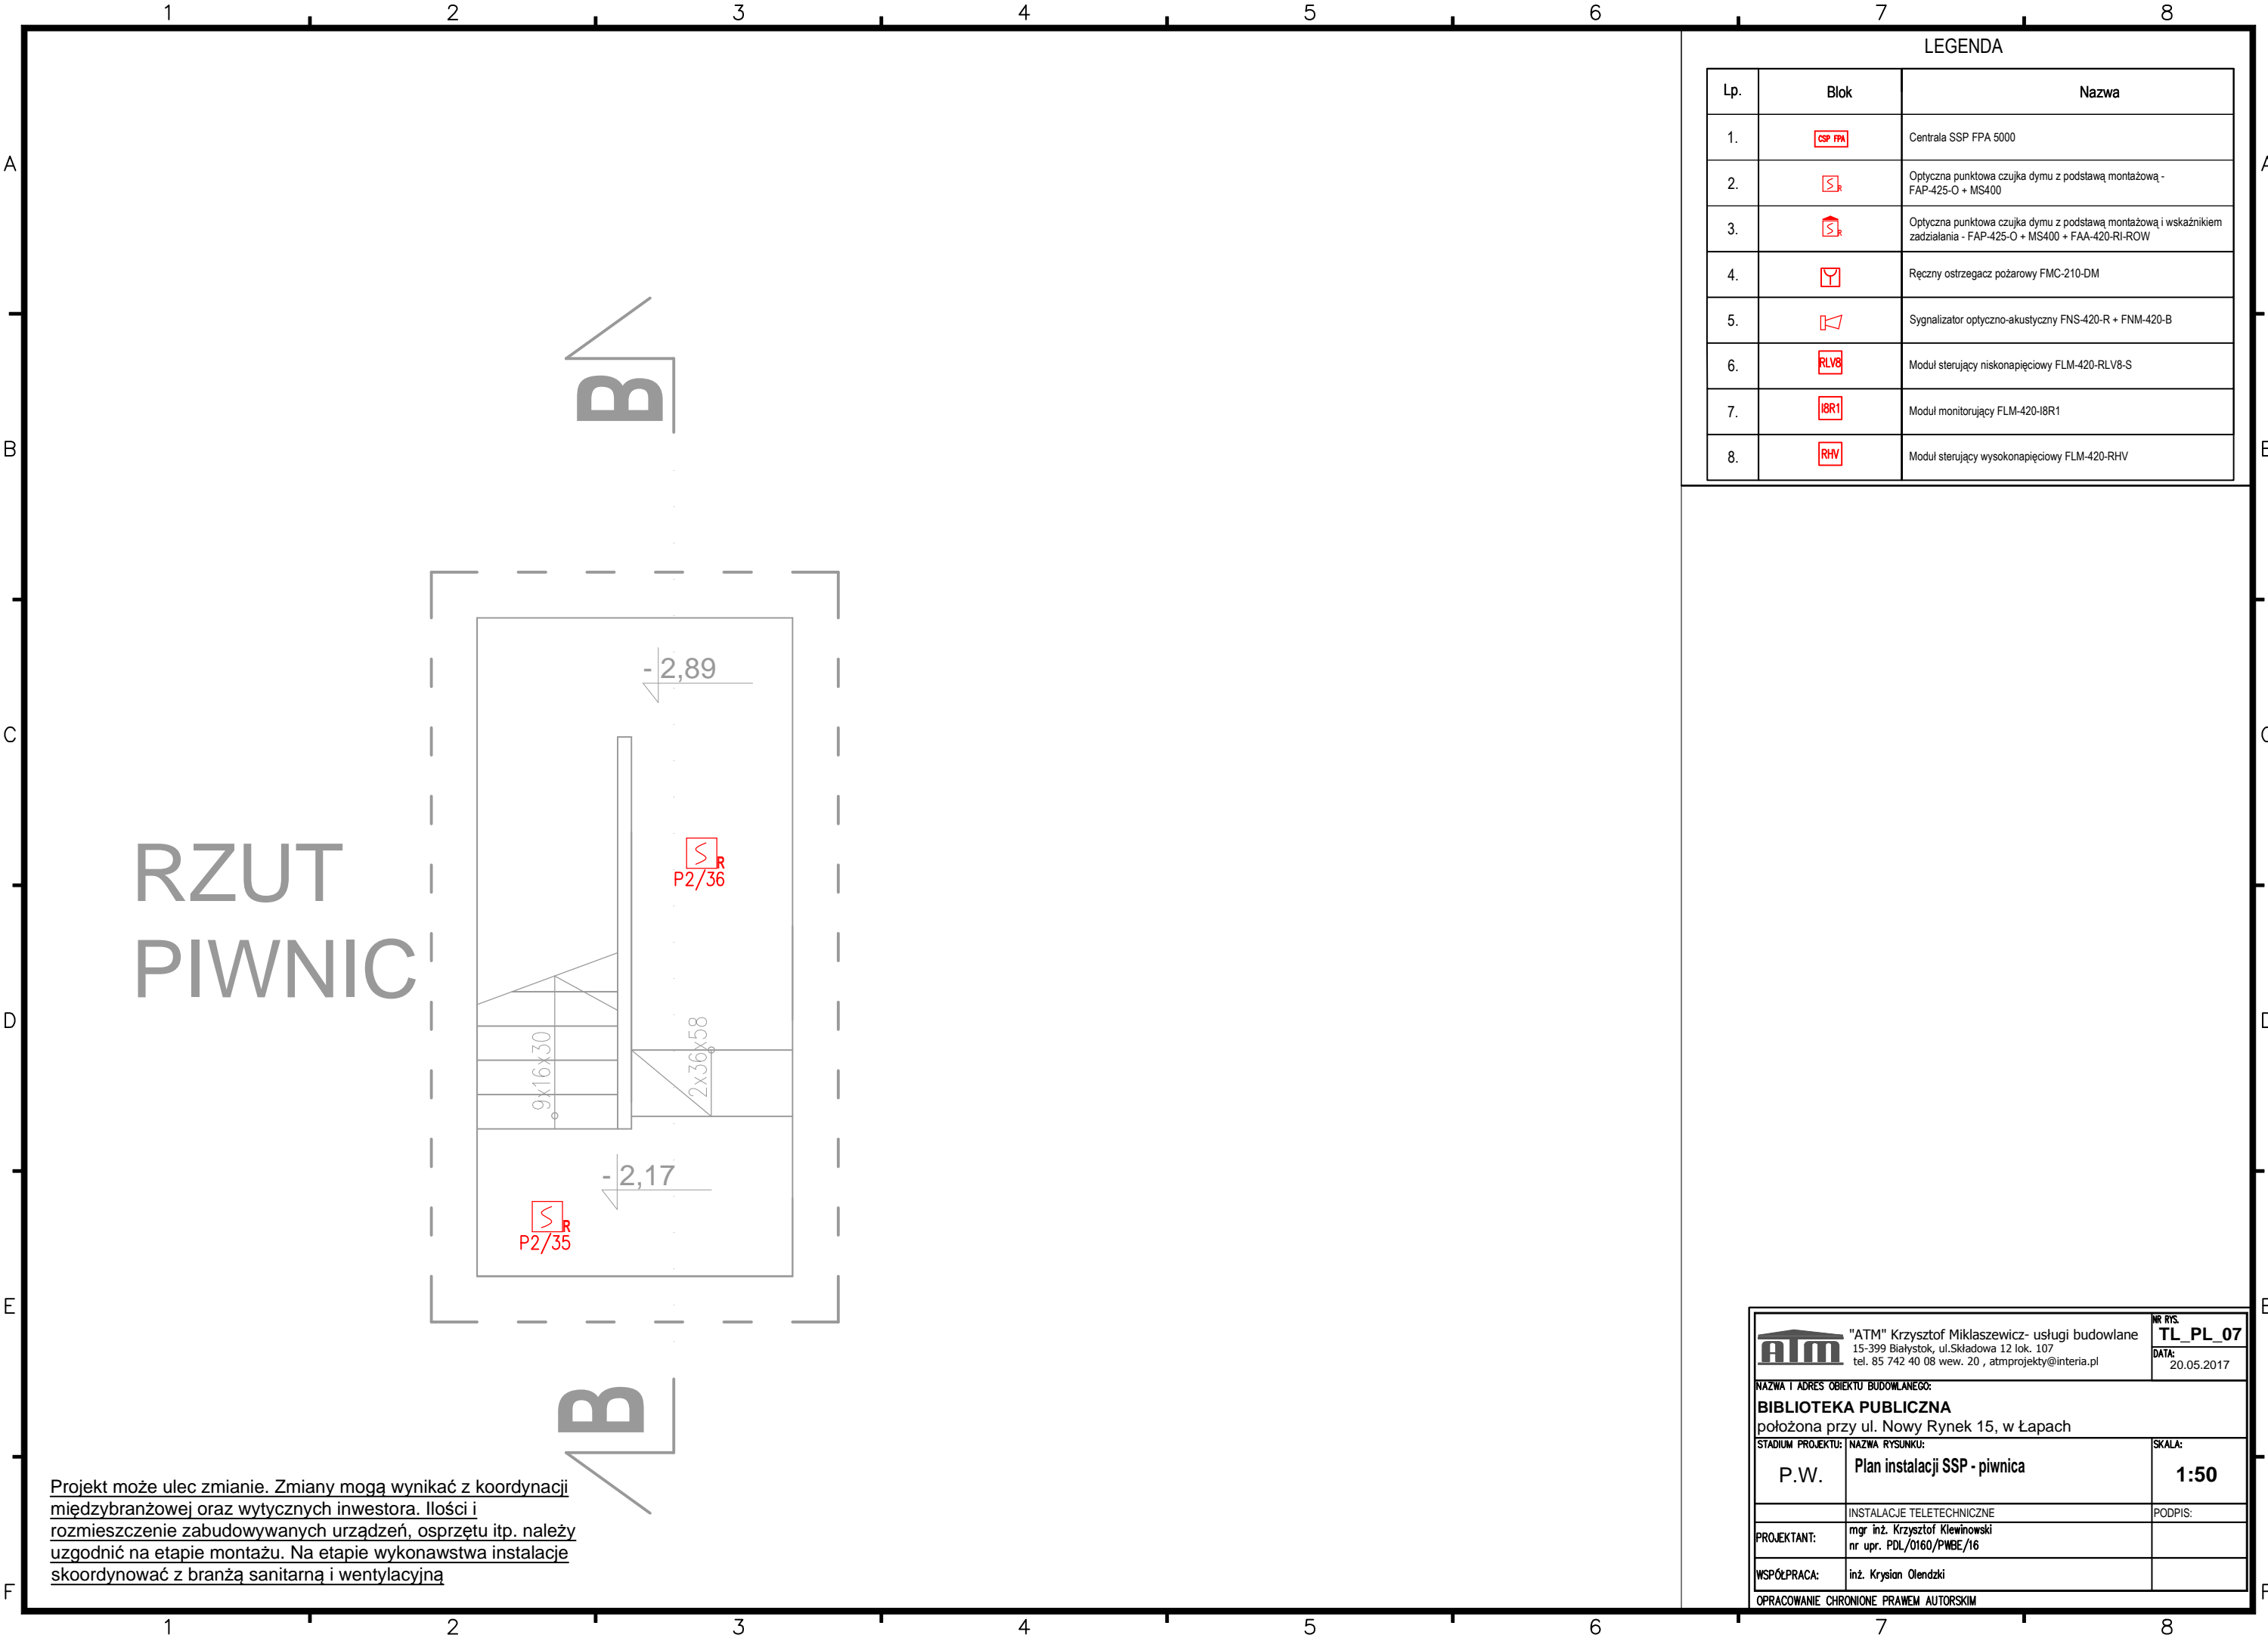 1 2 3 4 5 6 7 8
A
B
C
D
E
F
LEGENDA
Lp. Blok Nazwa
1. CSP FPA Centrala SSP FPA 5000
2. S R Optyczna punktowa czujka dymu z podstawą montażową -
FAP-425-O + MS400
3. S R Optyczna punktowa czujka dymu z podstawą montażową i wskaźnikiem
zadziałania - FAP-425-O + MS400 + FAA-420-RI-ROW
4. Ręczny ostrzegacz pożarowy FMC-210-DM
5. Sygnalizator optyczno-akustyczny FNS-420-R + FNM-420-B
6. RLV8 Moduł sterujący niskonapięciowy FLM-420-RLV8-S
7. I8R1 Moduł monitorujący FLM-420-I8R1
8. RHV Moduł sterujący wysokonapięciowy FLM-420-RHV
B
- 2,89
S R
P2/36
RZUT
PIWNIC
9x16x30
2x36x58
- 2,17
S R
P2/35
B
Projekt może ulec zmianie. Zmiany mogą wynikać z koordynacji
międzybranżowej oraz wytycznych inwestora. Ilości i
rozmieszczenie zabudowywanych urządzeń, osprzętu itp. należy
uzgodnić na etapie montażu. Na etapie wykonawstwa instalacje
skoordynować z branżą sanitarną i wentylacyjną
ATM
"ATM" Krzysztof Miklaszewicz- usługi budowlane
15-399 Białystok, ul.Składowa 12 lok. 107
tel. 85 742 40 08 wew. 20 , atmprojekty@interia.pl
NR RYS.
TL_PL_07
DATA:
20.05.2017
NAZWA I ADRES OBIEKTU BUDOWLANEGO:
BIBLIOTEKA PUBLICZNA
położona przy ul. Nowy Rynek 15, w Łapach
STADIUM PROJEKTU: NAZWA RYSUNKU: SKALA:
P.W. Plan instalacji SSP - piwnica 1:50
INSTALACJE TELETECHNICZNE PODPIS:
PROJEKTANT: mgr inż. Krzysztof Klewinowski
nr upr. PDL/0160/PWBE/16
WSPÓŁPRACA: inż. Krysian Olendzki
OPRACOWANIE CHRONIONE PRAWEM AUTORSKIM
A
B
C
D
E
F
1 2 3 4 5 6 7 8